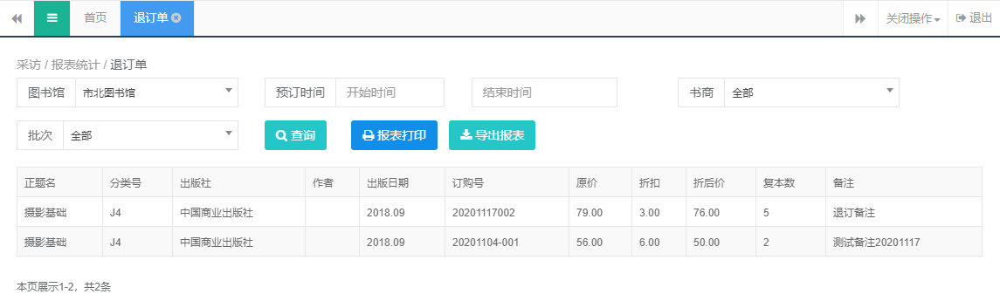 首页 退订单 关闭操作 退出
采访 / 报表统计 / 退订单
图书馆 市北图书馆 预订时间 开始时间 结束时间 书商 全部
批次 全部 查询 报表打印 导出报表
正题名 分类号 出版社 作者 出版日期 订购号 原价 折扣 折后价 复本数 备注
摄影基础 J4 中国商业出版社 2018.09 20201117002 79.00 3.00 76.00 5 退订备注
摄影基础 J4 中国商业出版社 2018.09 20201104-001 56.00 6.00 50.00 2 测试备注20201117
本页展示1-2，共2条